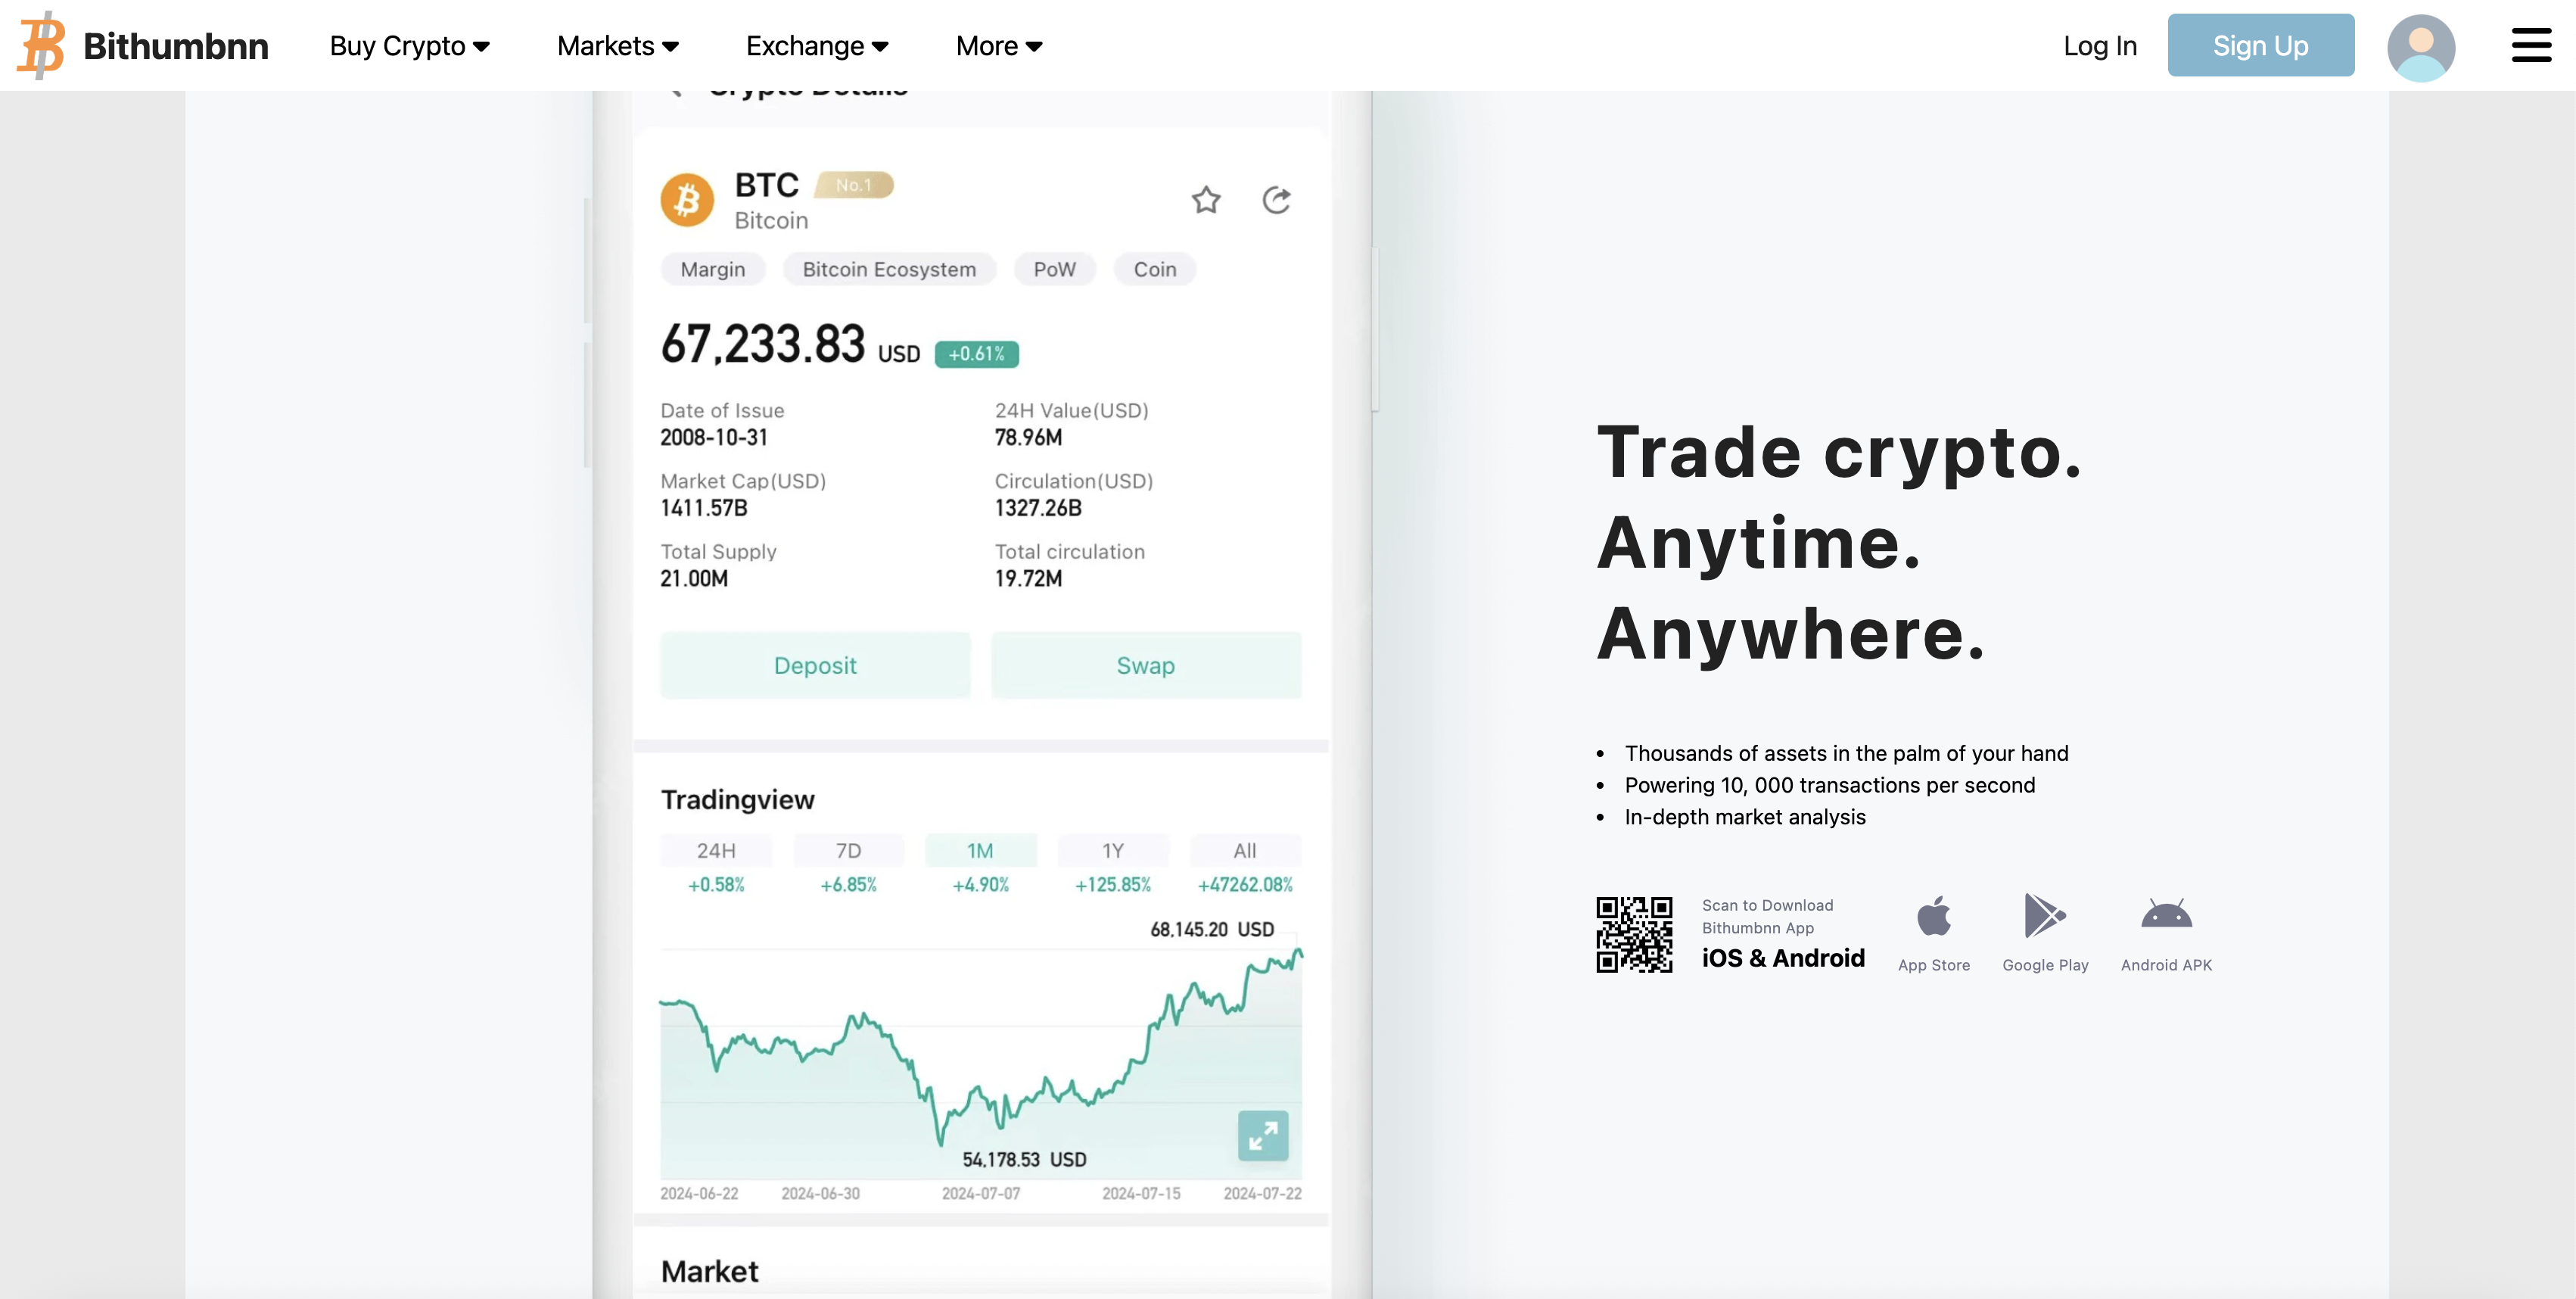 Bithumbnn
Buy Crypto
Markets
Exchange
More
Log In
Sign Up
Crypto Details
BTC
No.1
Bitcoin
Margin
Bitcoin Ecosystem
PoW
Coin
67,233.83 USD +0.61%
Date of Issue
2008-10-31
24H Value(USD)
78.96M
Market Cap(USD)
1411.57B
Circulation(USD)
1327.26B
Total Supply
21.00M
Total circulation
19.72M
Deposit
Swap
Tradingview
24H 7D 1M 1Y All
+0.58% +6.85% +4.90% +125.85% +47262.08%
68,145.20 USD
54,178.53 USD
2024-06-22 2024-06-30 2024-07-07 2024-07-15 2024-07-22
Market
Trade crypto.
Anytime.
Anywhere.
• Thousands of assets in the palm of your hand
• Powering 10, 000 transactions per second
• In-depth market analysis
Scan to Download
Bithumbnn App
iOS & Android
App Store
Google Play
Android APK